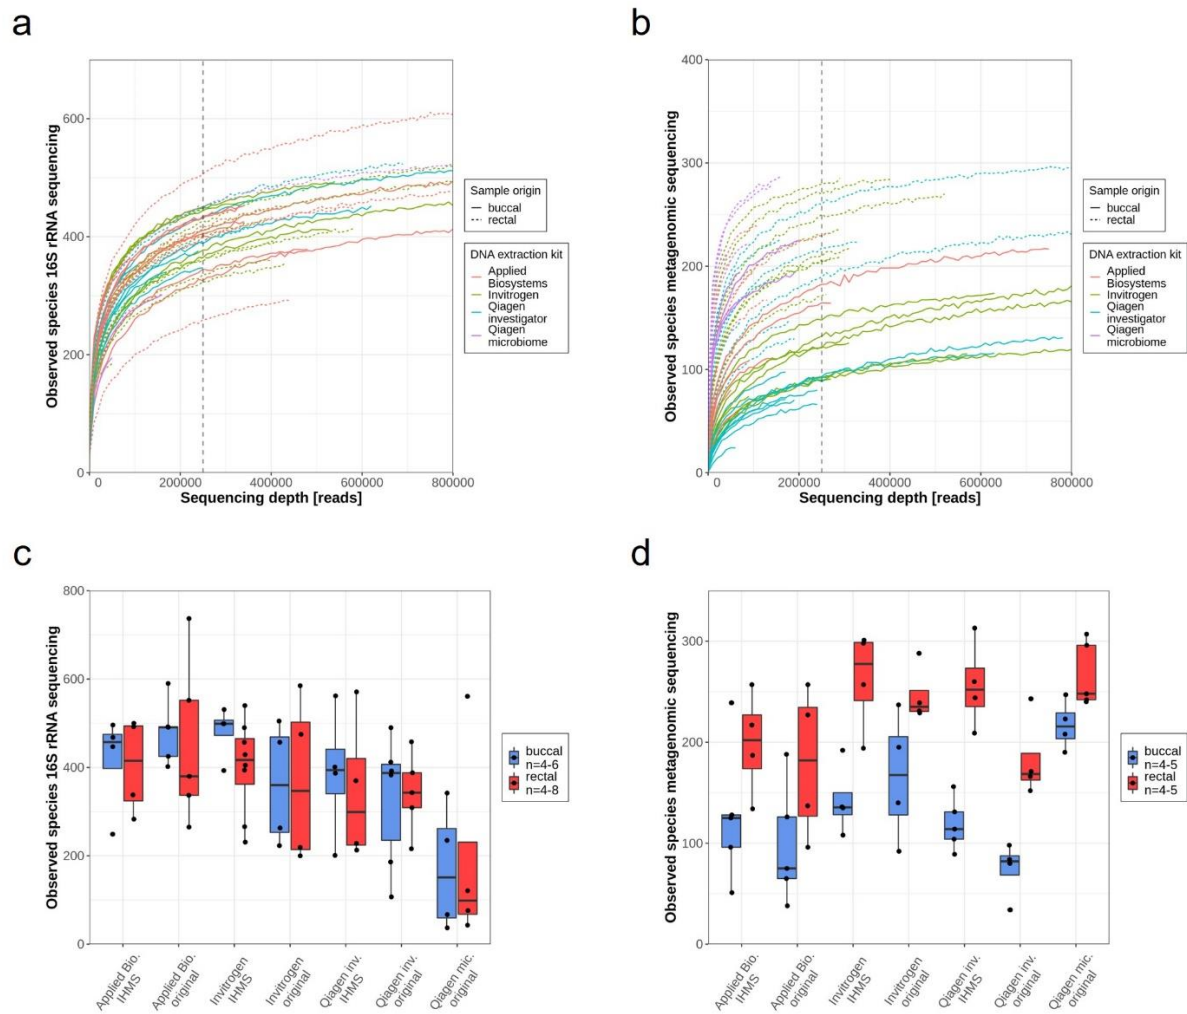 a
Observed species 16S rRNA sequencing
600
400
200
0
0
200000
400000
600000
800000
Sequencing depth [reads]
Sample origin
buccal
rectal
DNA extraction kit
Applied
Biosystems
Invitrogen
Qiagen
investigator
Qiagen
microbiome
b
Observed species metagenomic sequencing
400
300
200
100
0
0
200000
400000
600000
800000
Sequencing depth [reads]
Sample origin
buccal
rectal
DNA extraction kit
Applied
Biosystems
Invitrogen
Qiagen
investigator
Qiagen
microbiome
c
Observed species 16S rRNA sequencing
800
600
400
200
0
Applied Bio.
IHMS
Applied Bio.
original
Invitrogen
IHMS
Invitrogen
original
Qiagen inv.
IHMS
Qiagen inv.
original
Qiagen mic.
original
buccal
n=4-6
rectal
n=4-8
d
Observed species metagenomic sequencing
300
200
100
0
Applied Bio.
IHMS
Applied Bio.
original
Invitrogen
IHMS
Invitrogen
original
Qiagen inv.
IHMS
Qiagen inv.
original
Qiagen mic.
original
buccal
n=4-5
rectal
n=4-5